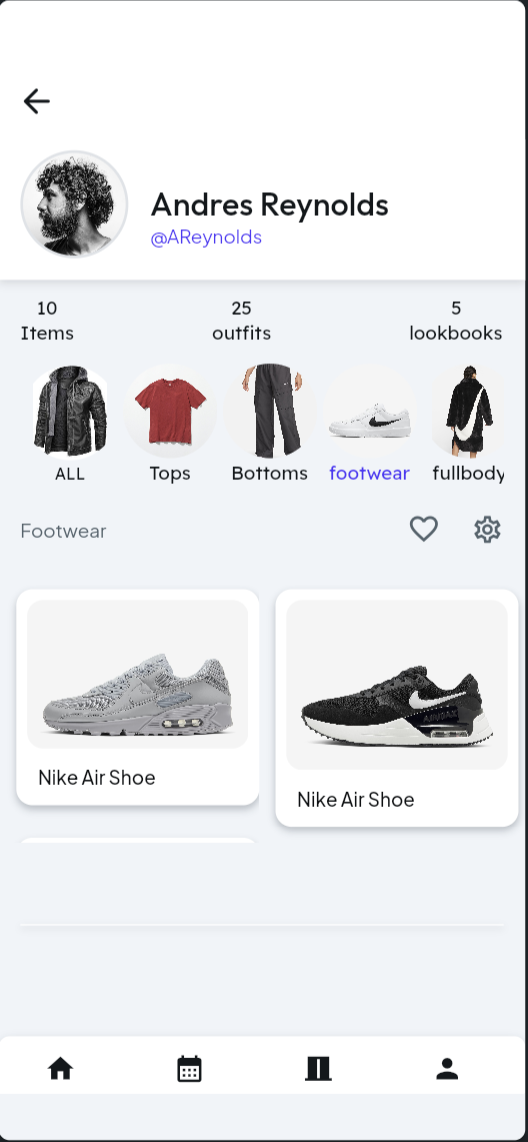 Andres Reynolds
@AReynolds
10 25 5
Items outfits lookbooks
ALL Tops Bottoms footwear fullbody
Footwear
Nike Air Shoe
Nike Air Shoe